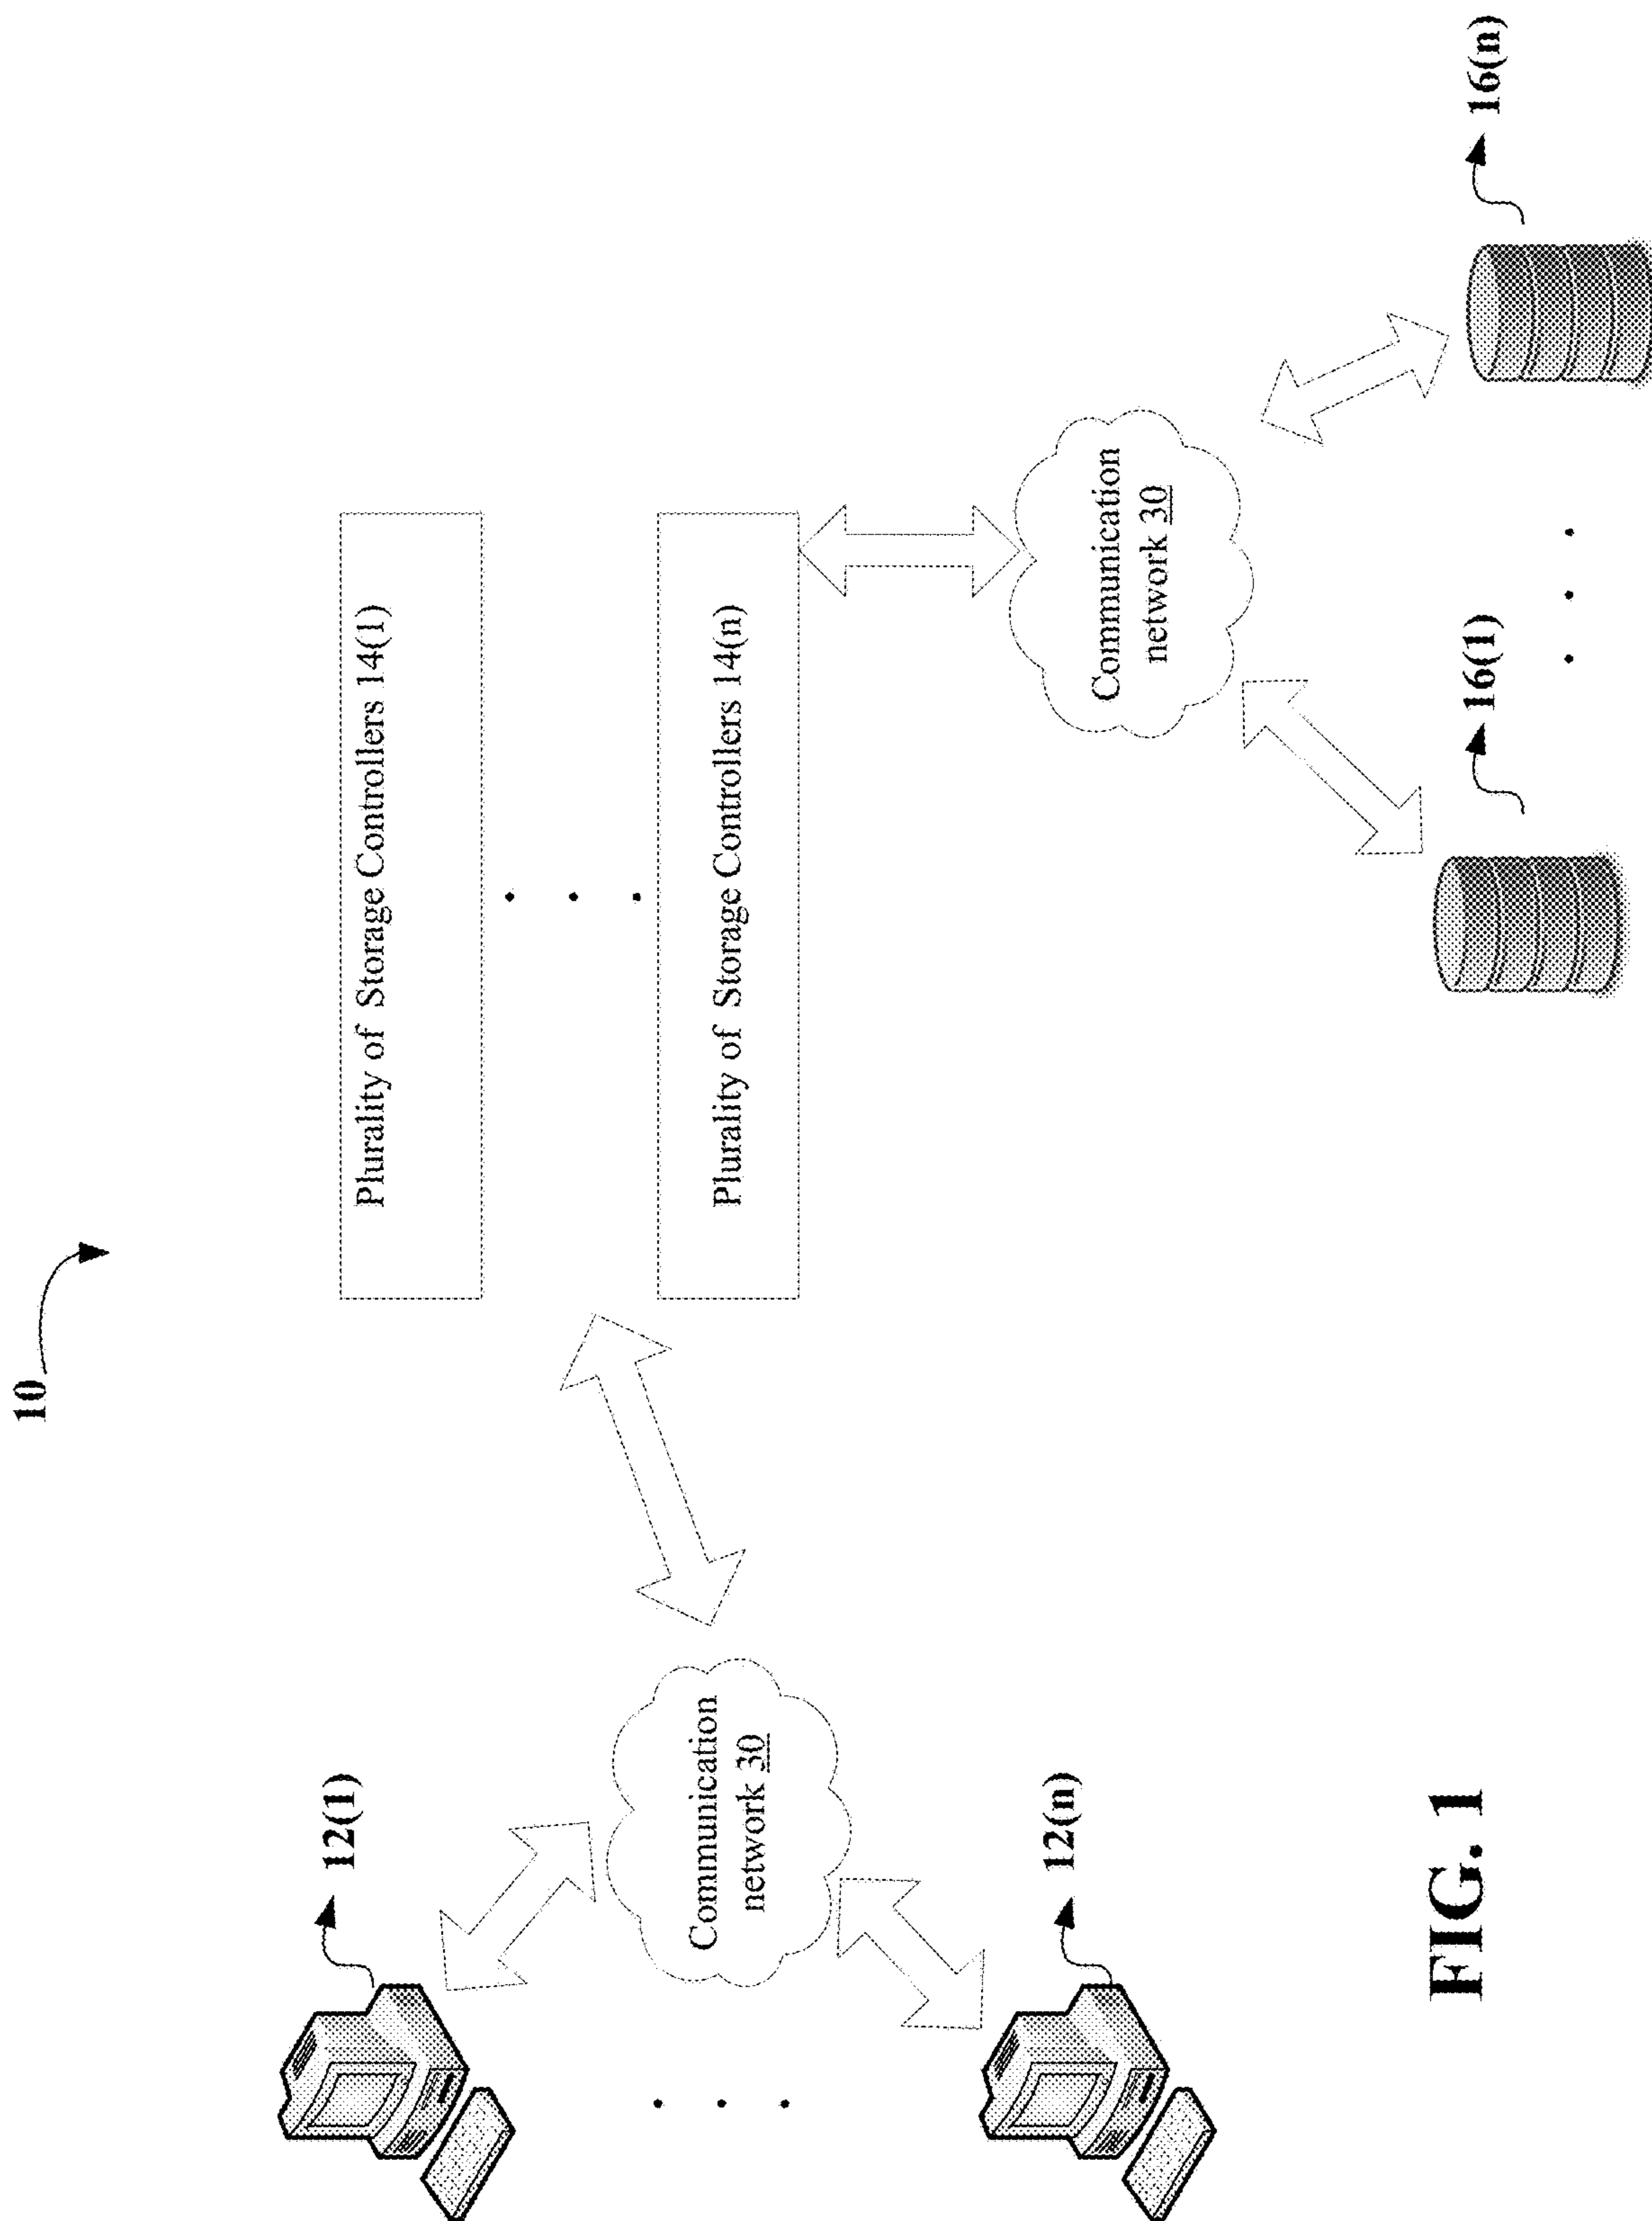 10
Plurality of Storage Controllers 14(1)
Plurality of Storage Controllers 14(n)
12(1)
Communication
network 30
12(n)
Communication
network 30
16(1)
16(n)
FIG. 1